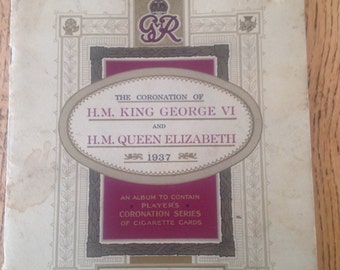 GR
THE CORONATION OF
H.M. KING GEORGE VI
AND
H.M. QUEEN ELIZABETH
1937
AN ALBUM TO CONTAIN
PLAYER'S
CORONATION SERIES
OF CIGARETTE CARDS